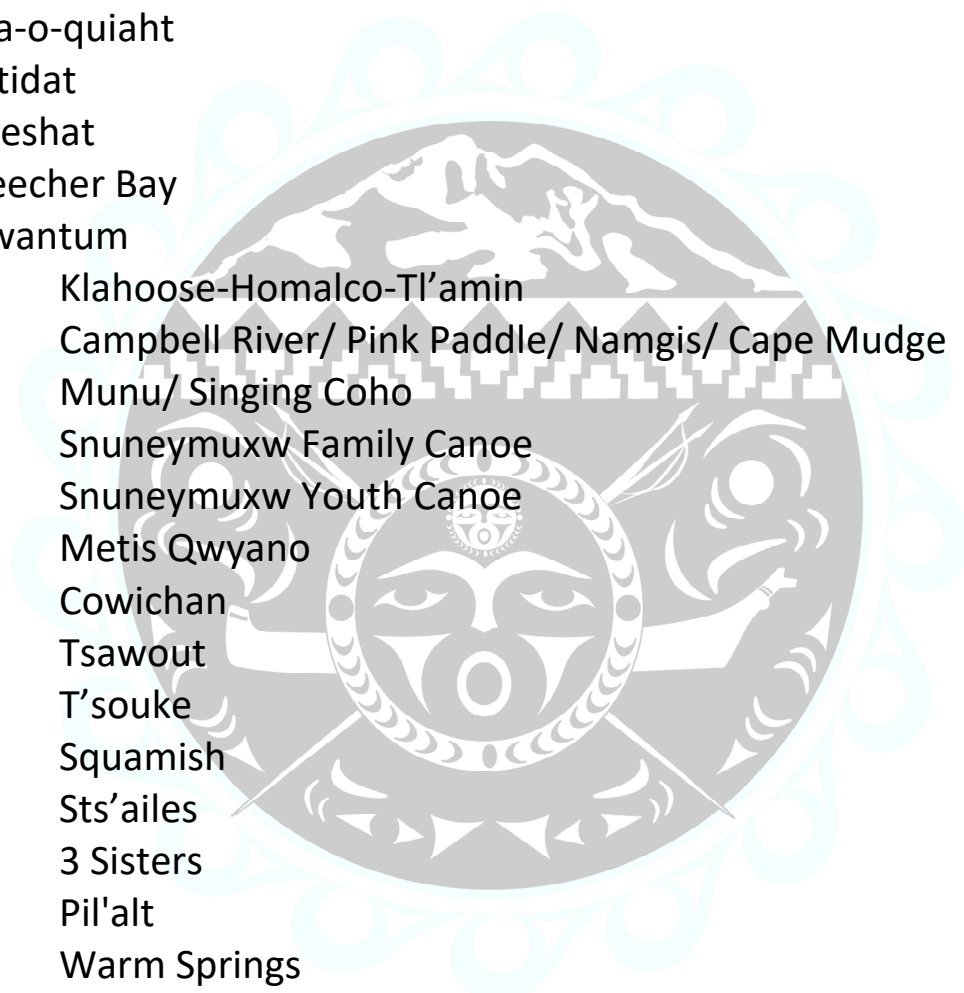 a-o-quiaht
tidat
eshat
eecher Bay
wantum
Klahoose-Homalco-Tl’amin
Campbell River/ Pink Paddle/ Namgis/ Cape Mudge
Munu/ Singing Coho
Snuneymuxw Family Canoe
Snuneymuxw Youth Canoe
Metis Qwyano
Cowichan
Tsawout
T’souke
Squamish
Sts’ailes
3 Sisters
Pil'alt
Warm Springs